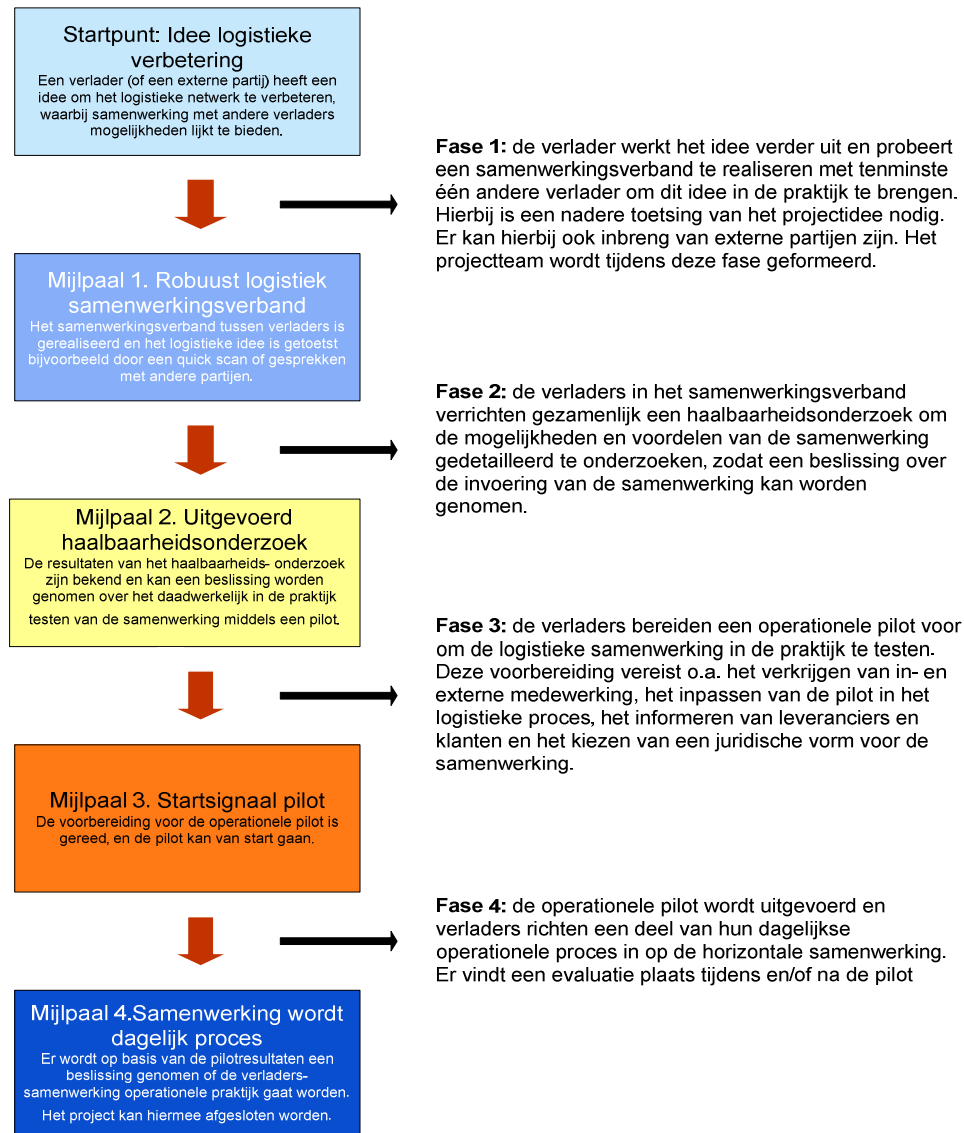 Startpunt: Idee logistieke
verbetering
Een verlader (of een externe partij) heeft een
idee om het logistieke netwerk te verbeteren,
waarbij samenwerking met andere verladers
mogelijkheden lijkt te bieden.
Fase 1: de verlader werkt het idee verder uit en probeert
een samenwerkingsverband te realiseren met tenminste
één andere verlader om dit idee in de praktijk te brengen.
Hierbij is een nadere toetsing van het projectidee nodig.
Er kan hierbij ook inbreng van externe partijen zijn. Het
projectteam wordt tijdens deze fase geformeerd.
Mijlpaal 1. Robuust logistiek
samenwerkingsverband
Het samenwerkingsverband tussen verladers is
gerealiseerd en het logistieke idee is getoetst
bijvoorbeeld door een quick scan of gesprekken
met andere partijen.
Fase 2: de verladers in het samenwerkingsverband
verrichten gezamenlijk een haalbaarheidsonderzoek om
de mogelijkheden en voordelen van de samenwerking
gedetailleerd te onderzoeken, zodat een beslissing over
de invoering van de samenwerking kan worden
genomen.
Mijlpaal 2. Uitgevoerd
haalbaarheidsonderzoek
De resultaten van het haalbaarheids- onderzoek
zijn bekend en kan een beslissing worden
genomen over het daadwerkelijk in de praktijk
testen van de samenwerking middels een pilot.
Fase 3: de verladers bereiden een operationele pilot voor
om de logistieke samenwerking in de praktijk te testen.
Deze voorbereiding vereist o.a. het verkrijgen van in- en
externe medewerking, het inpassen van de pilot in het
logistieke proces, het informeren van leveranciers en
klanten en het kiezen van een juridische vorm voor de
samenwerking.
Mijlpaal 3. Startsignaal pilot
De voorbereiding voor de operationele pilot is
gereed, en de pilot kan van start gaan.
Fase 4: de operationele pilot wordt uitgevoerd en
verladers richten een deel van hun dagelijkse
operationele proces in op de horizontale samenwerking.
Er vindt een evaluatie plaats tijdens en/of na de pilot
Mijlpaal 4.Samenwerking wordt
dagelijk proces
Er wordt op basis van de pilotresultaten een
beslissing genomen of de verladers-
samenwerking operationele praktijk gaat worden.
Het project kan hiermee afgesloten worden.